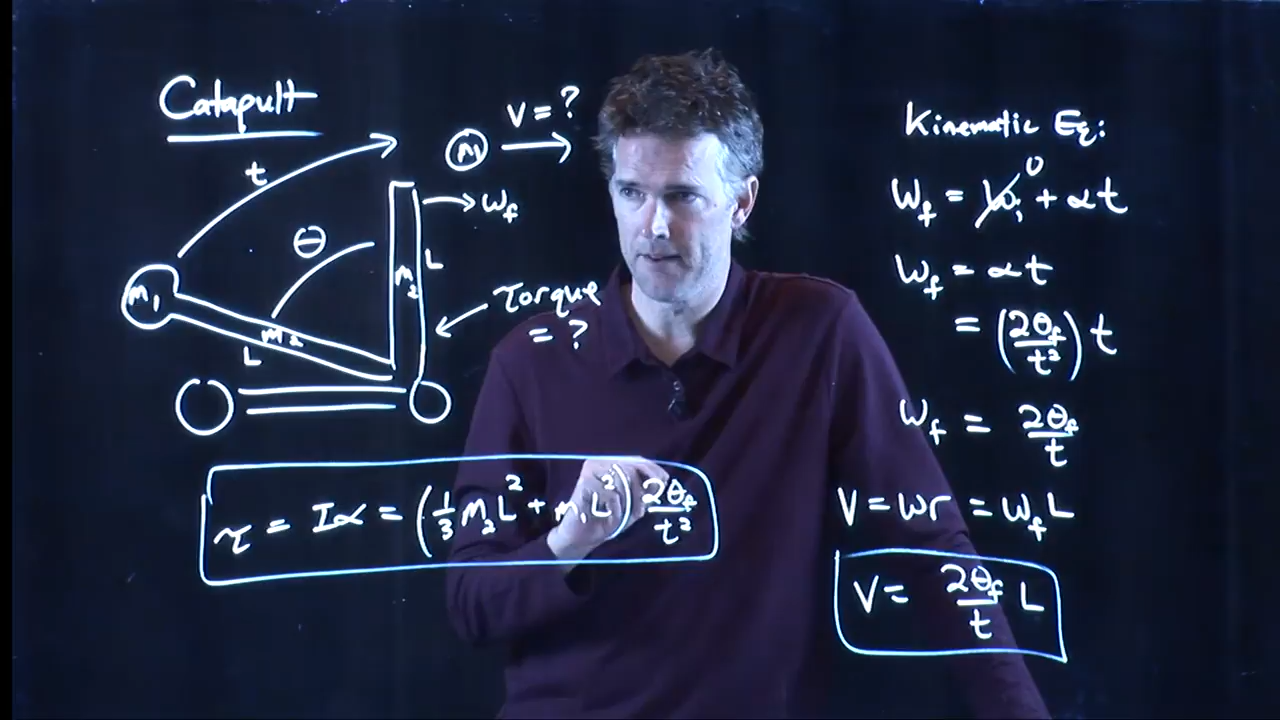 Catapult
t
θ
m₁
m₂
L
m₂
L
m₁
V = ?
ω_f
Torque
= ?
τ = Iα = (1/3 m₂L² + m₁L²) 2θ_f/t²
Kinematic Eq:
ω_f = ω_i⁰ + αt
ω_f = αt
= (2θ_f/t²) t
ω_f = 2θ_f/t
V = ωr = ω_f L
V = 2θ_f/t L